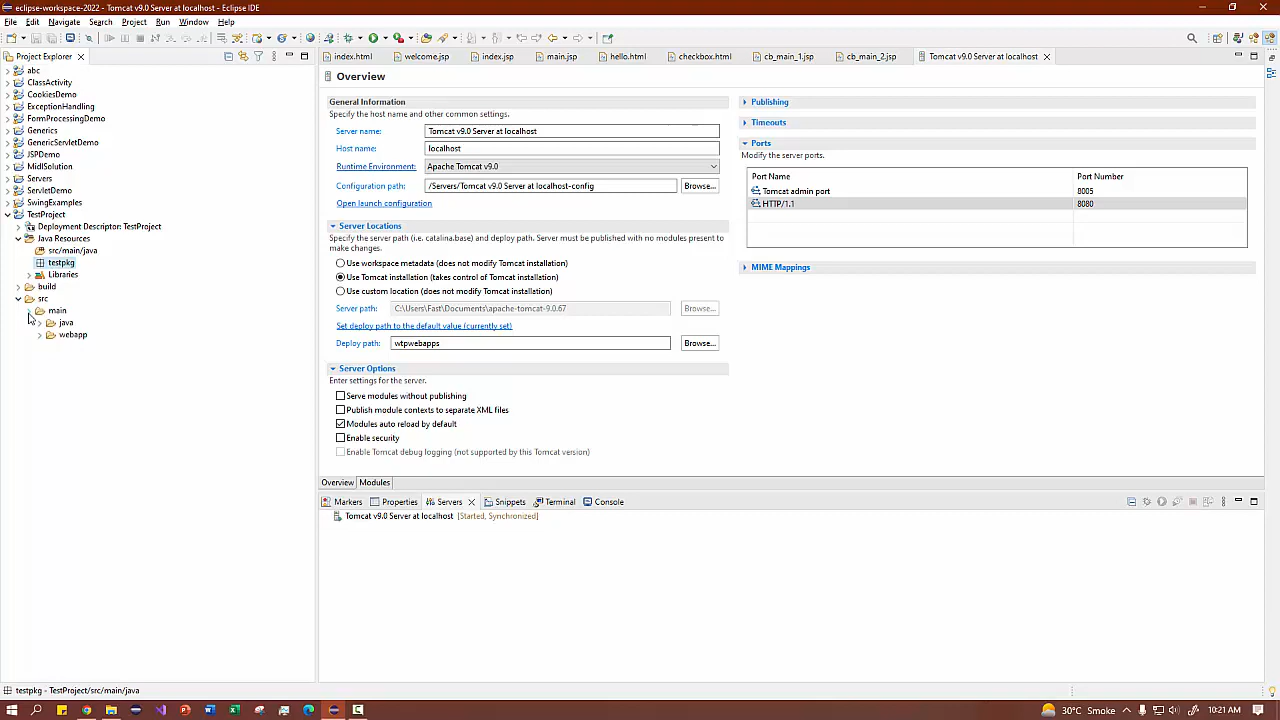 eclipse-workspace-2022 - Tomcat v9.0 Server at localhost - Eclipse IDE
File Edit Navigate Search Project Run Window Help
Project Explorer
index.html welcome.jsp index.jsp main.jsp hello.html checkbox.html cb_main_1.jsp cb_main_2.jsp Tomcat v9.0 Server at localhost
abc
ClassActivity
CookiesDemo
ExceptionHandling
FormProcessingDemo
Generics
GenericServletDemo
JSPDemo
MidSolution
Servers
ServletDemo
SwingExamples
TestProject
Deployment Descriptor: TestProject
Java Resources
src/main/java
testpkg
Libraries
build
src
main
java
webapp
Overview
General Information
Specify the host name and other common settings.
Server name: Tomcat v9.0 Server at localhost
Host name: localhost
Runtime Environment: Apache Tomcat v9.0
Configuration path: /Servers/Tomcat v9.0 Server at localhost-config Browse...
Open launch configuration
Server Locations
Specify the server path (i.e. catalina.base) and deploy path. Server must be published with no modules present to
make changes.
Use workspace metadata (does not modify Tomcat installation)
Use Tomcat installation (takes control of Tomcat installation)
Use custom location (does not modify Tomcat installation)
Server path: C:\Users\Fast\Documents\apache-tomcat-9.0.67 Browse...
Set deploy path to the default value (currently set)
Deploy path: wtpwebapps Browse...
Server Options
Enter settings for the server.
Serve modules without publishing
Publish module contexts to separate XML files
Modules auto reload by default
Enable security
Enable Tomcat debug logging (not supported by this Tomcat version)
Publishing
Timeouts
Ports
Modify the server ports.
Port Name Port Number
Tomcat admin port 8005
HTTP/1.1 8080
MIME Mappings
Overview Modules
Markers Properties Servers Snippets Terminal Console
Tomcat v9.0 Server at localhost [Started, Synchronized]
testpkg - TestProject/src/main/java
30°C Smoke 10:21 AM